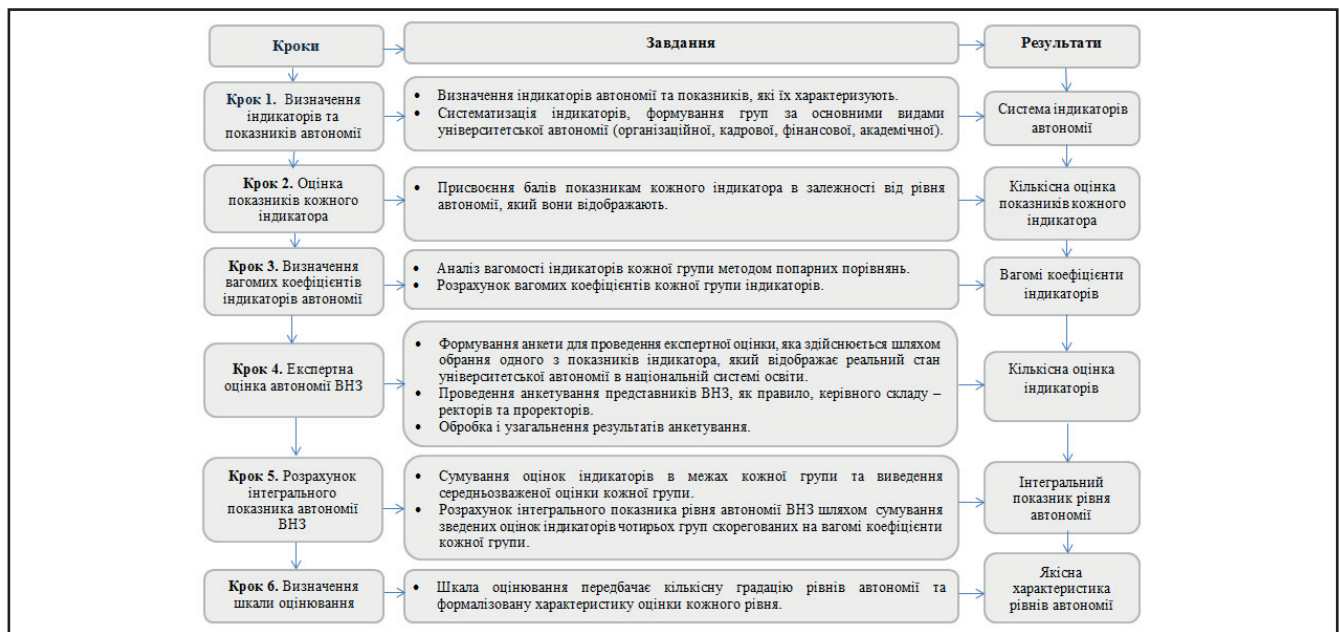 Кроки
Завдання
Результати
Крок 1. Визначення
індикаторів та
показників автономії
• Визначення індикаторів автономії та показників, які їх характеризують.
• Систематизація індикаторів, формування груп за основними видами
університетської автономії (організаційної, кадрової, фінансової, академічної).
Система індикаторів
автономії
Крок 2. Оцінка
показників кожного
індикатора
• Присвоєння балів показникам кожного індикатора в залежності від рівня
автономії, який вони відображають.
Кількісна оцінка
показників кожного
індикатора
Крок 3. Визначення
вагомих коефіцієнтів
індикаторів автономії
• Аналіз вагомості індикаторів кожної групи методом попарних порівнянь.
• Розрахунок вагомих коефіцієнтів кожної групи індикаторів.
Вагомі коефіцієнти
індикаторів
Крок 4. Експертна
оцінка автономії ВНЗ
• Формування анкети для проведення експертної оцінки, яка здійснюється шляхом
обрання одного з показників індикатора, який відображає реальний стан
університетської автономії в національній системі освіти.
• Проведення анкетування представників ВНЗ, як правило, керівного складу –
ректорів та проректорів.
• Обробка і узагальнення результатів анкетування.
Кількісна оцінка
індикаторів
Крок 5. Розрахунок
інтегрального
показника автономії
ВНЗ
• Сумування оцінок індикаторів в межах кожної групи та виведення
середньозваженої оцінки кожної групи.
• Розрахунок інтегрального показника рівня автономії ВНЗ шляхом сумування
зведених оцінок індикаторів чотирьох груп скорегованих на вагомі коефіцієнти
кожної групи.
Інтегральний
показник рівня
автономії
Крок 6. Визначення
шкали оцінювання
• Шкала оцінювання передбачає кількісну градацію рівнів автономії та
формалізовану характеристику оцінки кожного рівня.
Якісна
характеристика
рівнів автономії